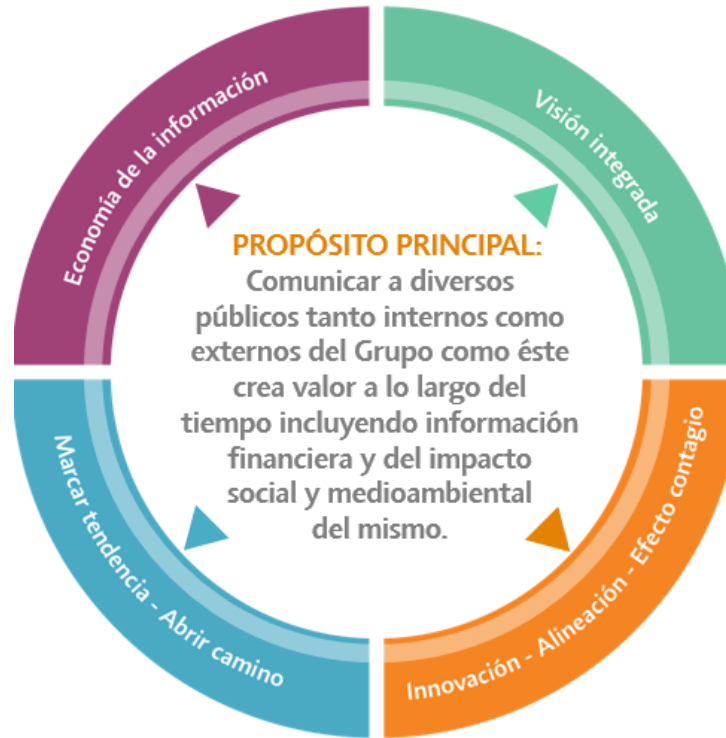 Economía de la información
Visión integrada
PROPÓSITO PRINCIPAL:
Comunicar a diversos
públicos tanto internos como
externos del Grupo como éste
crea valor a lo largo del
tiempo incluyendo información
financiera y del impacto
social y medioambiental
del mismo.
Marcar tendencia - Abrir camino
Innovación - Alineación - Efecto contagio